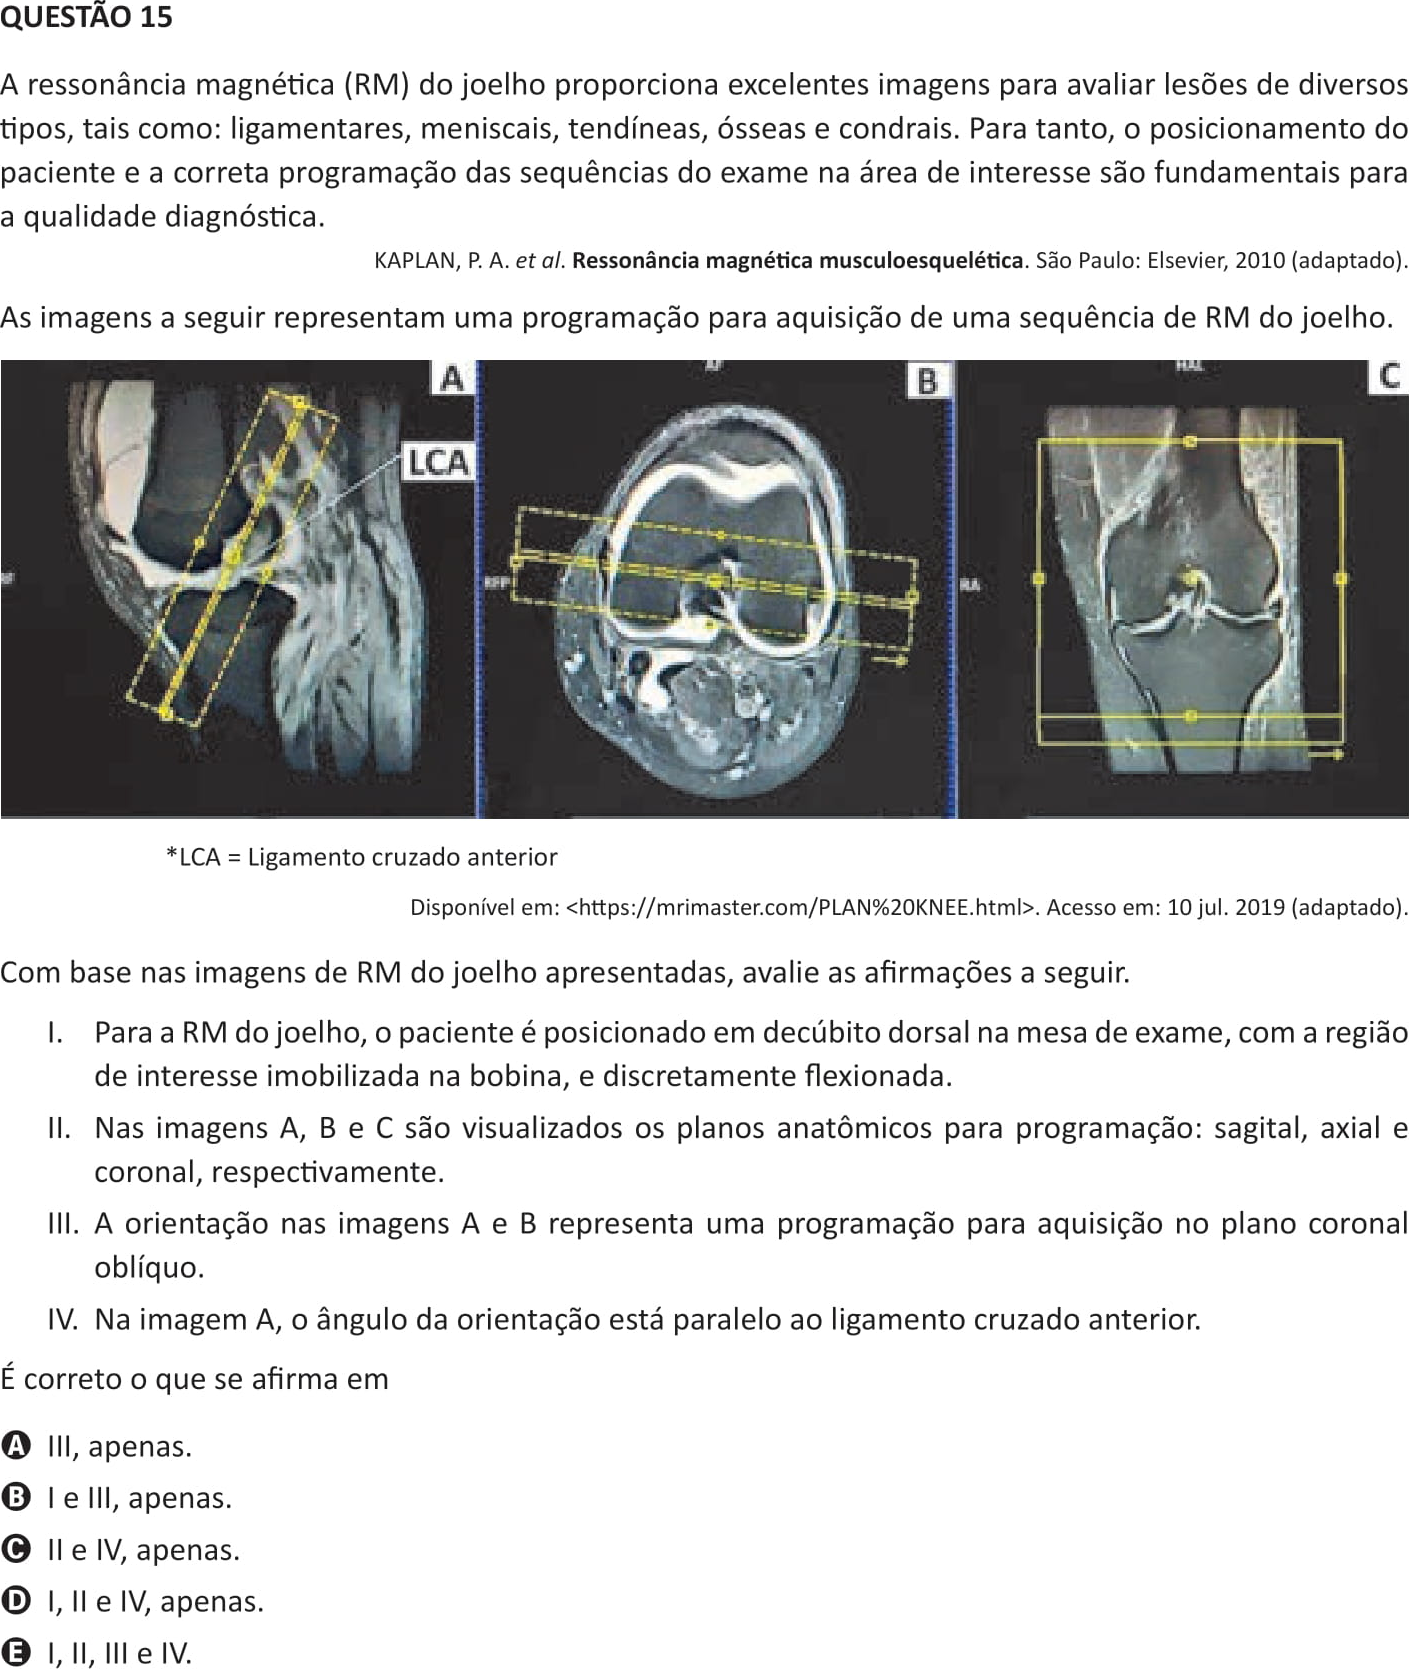 QUESTÃO 15
A ressonância magnética (RM) do joelho proporciona excelentes imagens para avaliar lesões de diversos
tipos, tais como: ligamentares, meniscais, tendíneas, ósseas e condrais. Para tanto, o posicionamento do
paciente e a correta programação das sequências do exame na área de interesse são fundamentais para
a qualidade diagnóstica.
KAPLAN, P. A. et al. Ressonância magnética musculoesquelética. São Paulo: Elsevier, 2010 (adaptado).
As imagens a seguir representam uma programação para aquisição de uma sequência de RM do joelho.
A
B
C
LCA
RFP
RA
*LCA = Ligamento cruzado anterior
Disponível em: <https://mrimaster.com/PLAN%20KNEE.html>. Acesso em: 10 jul. 2019 (adaptado).
Com base nas imagens de RM do joelho apresentadas, avalie as afirmações a seguir.
I. Para a RM do joelho, o paciente é posicionado em decúbito dorsal na mesa de exame, com a região
de interesse imobilizada na bobina, e discretamente flexionada.
II. Nas imagens A, B e C são visualizados os planos anatômicos para programação: sagital, axial e
coronal, respectivamente.
III. A orientação nas imagens A e B representa uma programação para aquisição no plano coronal
oblíquo.
IV. Na imagem A, o ângulo da orientação está paralelo ao ligamento cruzado anterior.
É correto o que se afirma em
A III, apenas.
B I e III, apenas.
C II e IV, apenas.
D I, II e IV, apenas.
E I, II, III e IV.